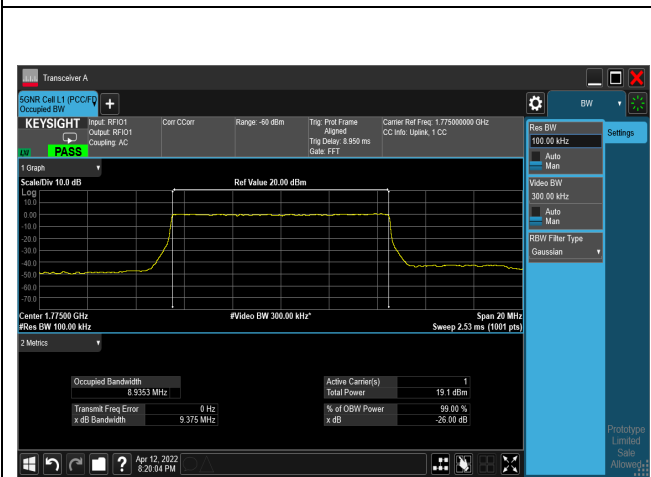 Transceiver A
5GNR Cell L1 (PCC/FD
Occupied BW
+
BW
KEYSIGHT
Input: RFIO1
Output: RFIO1
Coupling: AC
Corr CCorr
Range: -60 dBm
Trig: Prot Frame
Aligned
Trig Delay: 8.950 ms
Gate: FFT
Carrier Ref Freq: 1.775000000 GHz
CC Info: Uplink, 1 CC
LW
PASS
Res BW
100.00 kHz
Auto
Man
Settings
Video BW
300.00 kHz
Auto
Man
RBW Filter Type
Gaussian
1 Graph
Scale/Div 10.0 dB
Ref Value 20.00 dBm
Log
10.0
0.00
-10.0
-20.0
-30.0
-40.0
-50.0
-60.0
-70.0
Center 1.77500 GHz
#Video BW 300.00 kHz*
Span 20 MHz
#Res BW 100.00 kHz
Sweep 2.53 ms (1001 pts)
2 Metrics
Occupied Bandwidth
8.9353 MHz
Active Carrier(s) 1
Total Power 19.1 dBm
Transmit Freq Error 0 Hz
x dB Bandwidth 9.375 MHz
% of OBW Power 99.00 %
x dB -26.00 dB
Prototype
Limited
Sale
Allowed
?
Apr 12, 2022
8:20:04 PM